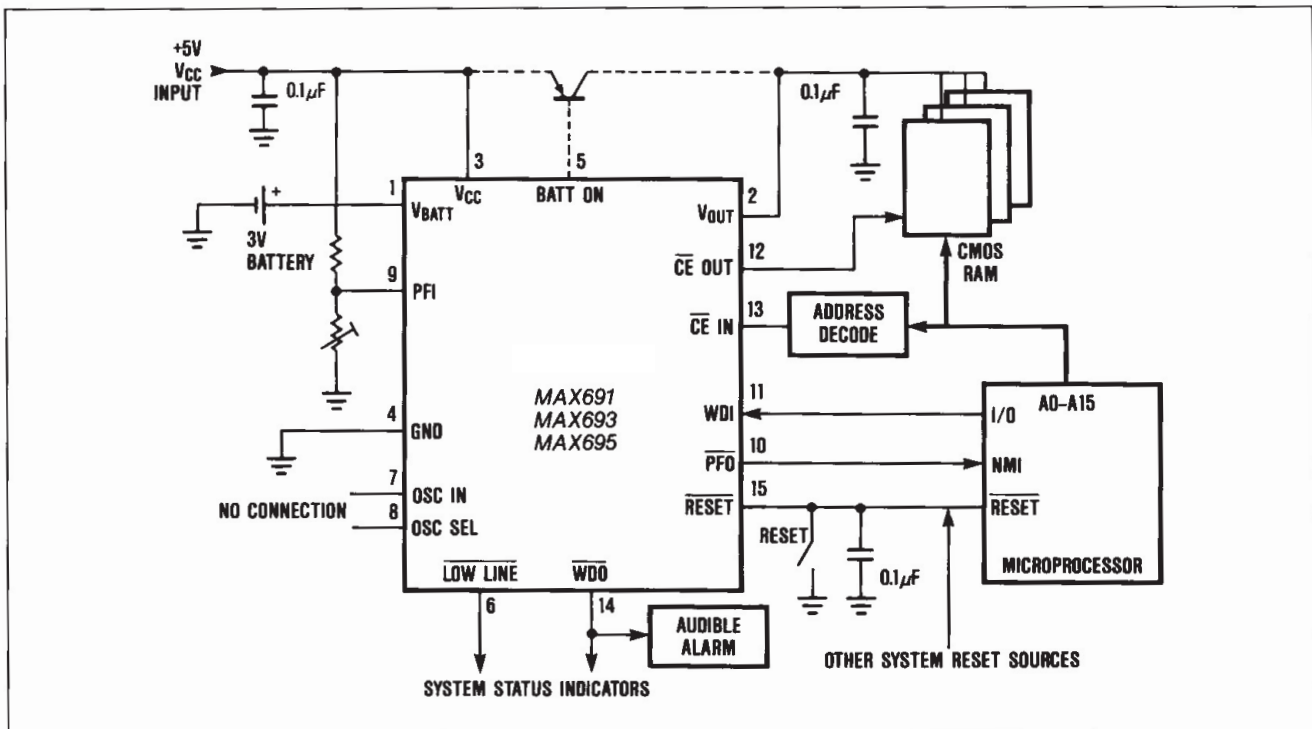 +5V
VCC
INPUT
0.1µF
0.1µF
3
5
1
VCC
BATT ON
2
VBATT
VOUT
3V
BATTERY
+
12
CE OUT
CMOS
RAM
9
PFI
13
CE IN
ADDRESS
DECODE
MAX691
MAX693
MAX695
11
WDI
A0-A15
I/O
4
GND
10
PFO
NMI
7
OSC IN
15
RESET
RESET
NO CONNECTION
8
OSC SEL
RESET
0.1µF
MICROPROCESSOR
LOW LINE
WDO
6
14
AUDIBLE
ALARM
OTHER SYSTEM RESET SOURCES
SYSTEM STATUS INDICATORS